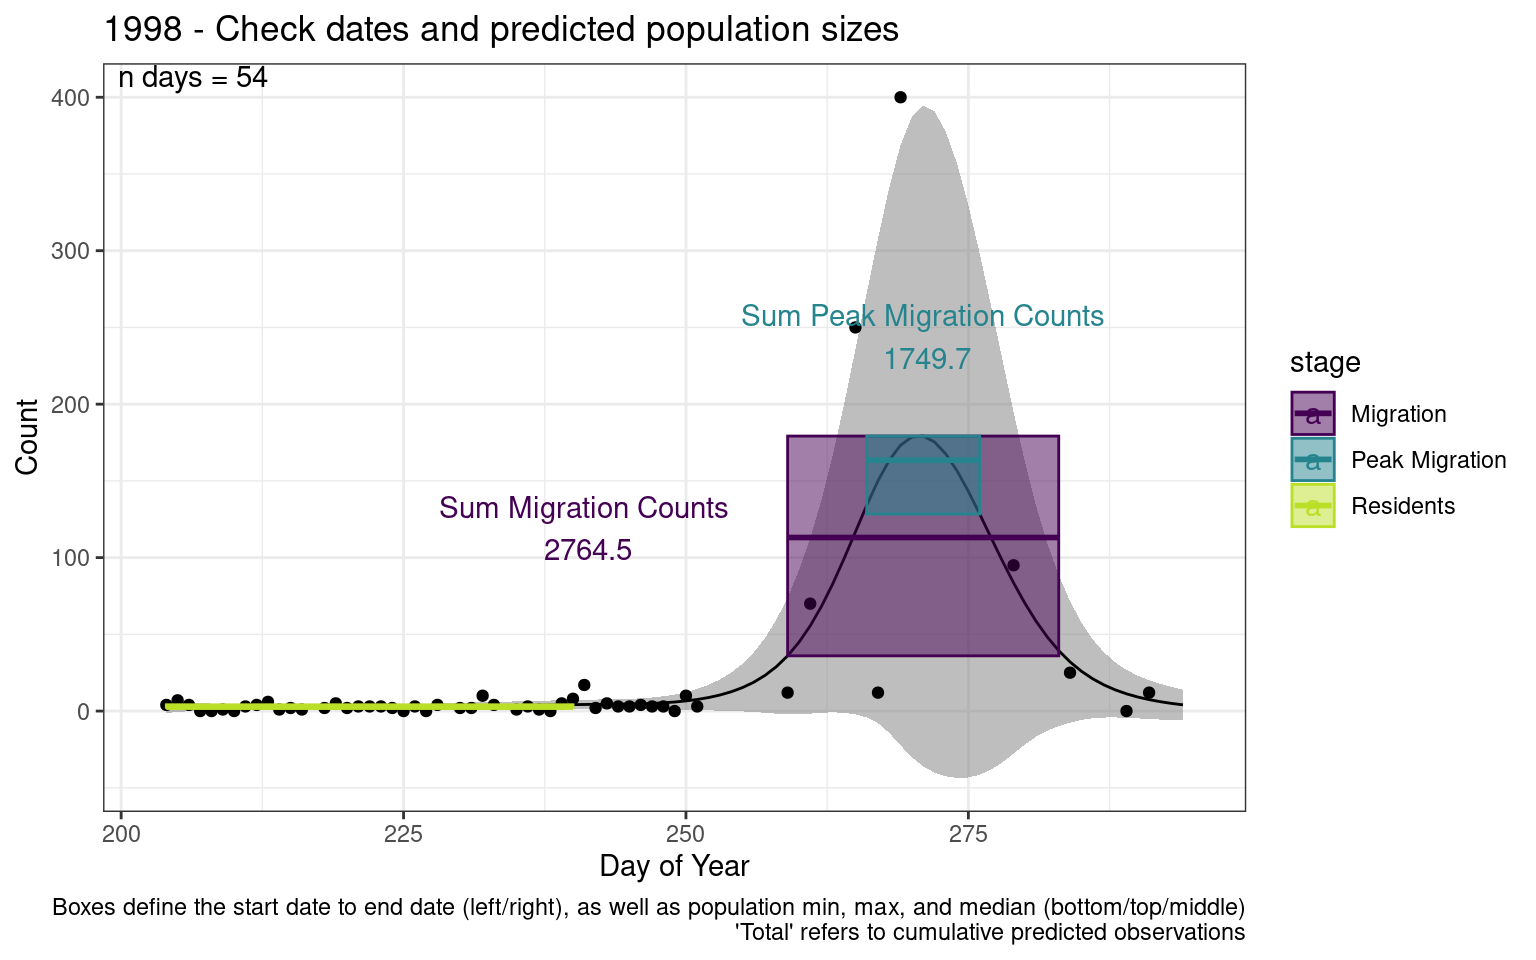 1998 - Check dates and predicted population sizes
n days = 54
400
300
200
100
0
Count
Sum Peak Migration Counts
1749.7
Sum Migration Counts
2764.5
200
225
250
275
Day of Year
stage
a Migration
a Peak Migration
a Residents
Boxes define the start date to end date (left/right), as well as population min, max, and median (bottom/top/middle)
'Total' refers to cumulative predicted observations